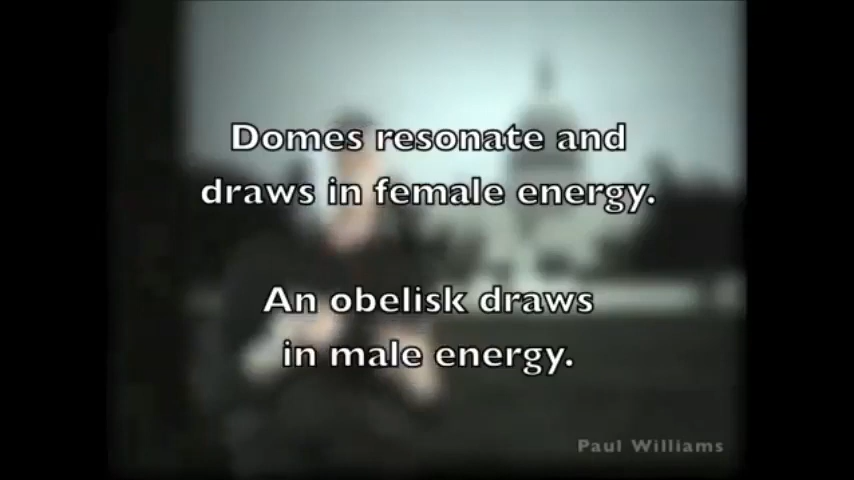 Domes resonate and
draws in female energy.
An obelisk draws
in male energy.
Paul Williams